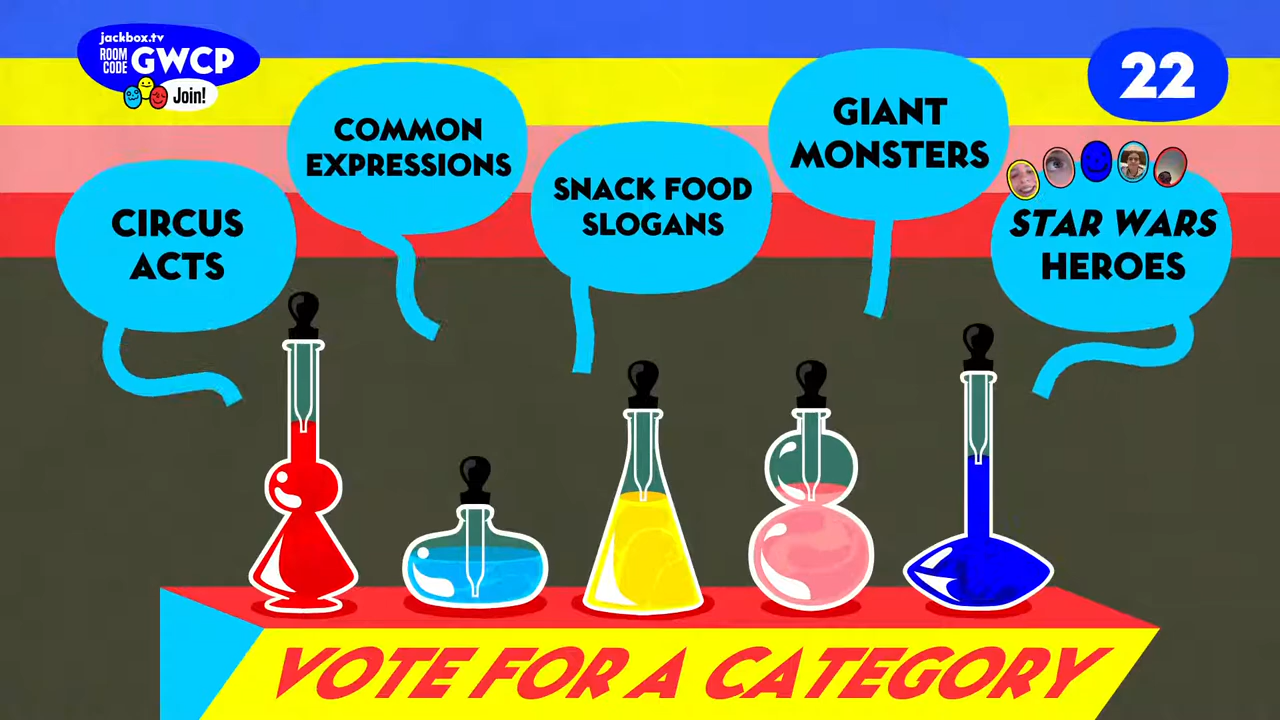 jackbox.tv
ROOM CODE GWCP
Join!
22
COMMON
EXPRESSIONS
GIANT
MONSTERS
SNACK FOOD
SLOGANS
CIRCUS
ACTS
STAR WARS
HEROES
VOTE FOR A CATEGORY